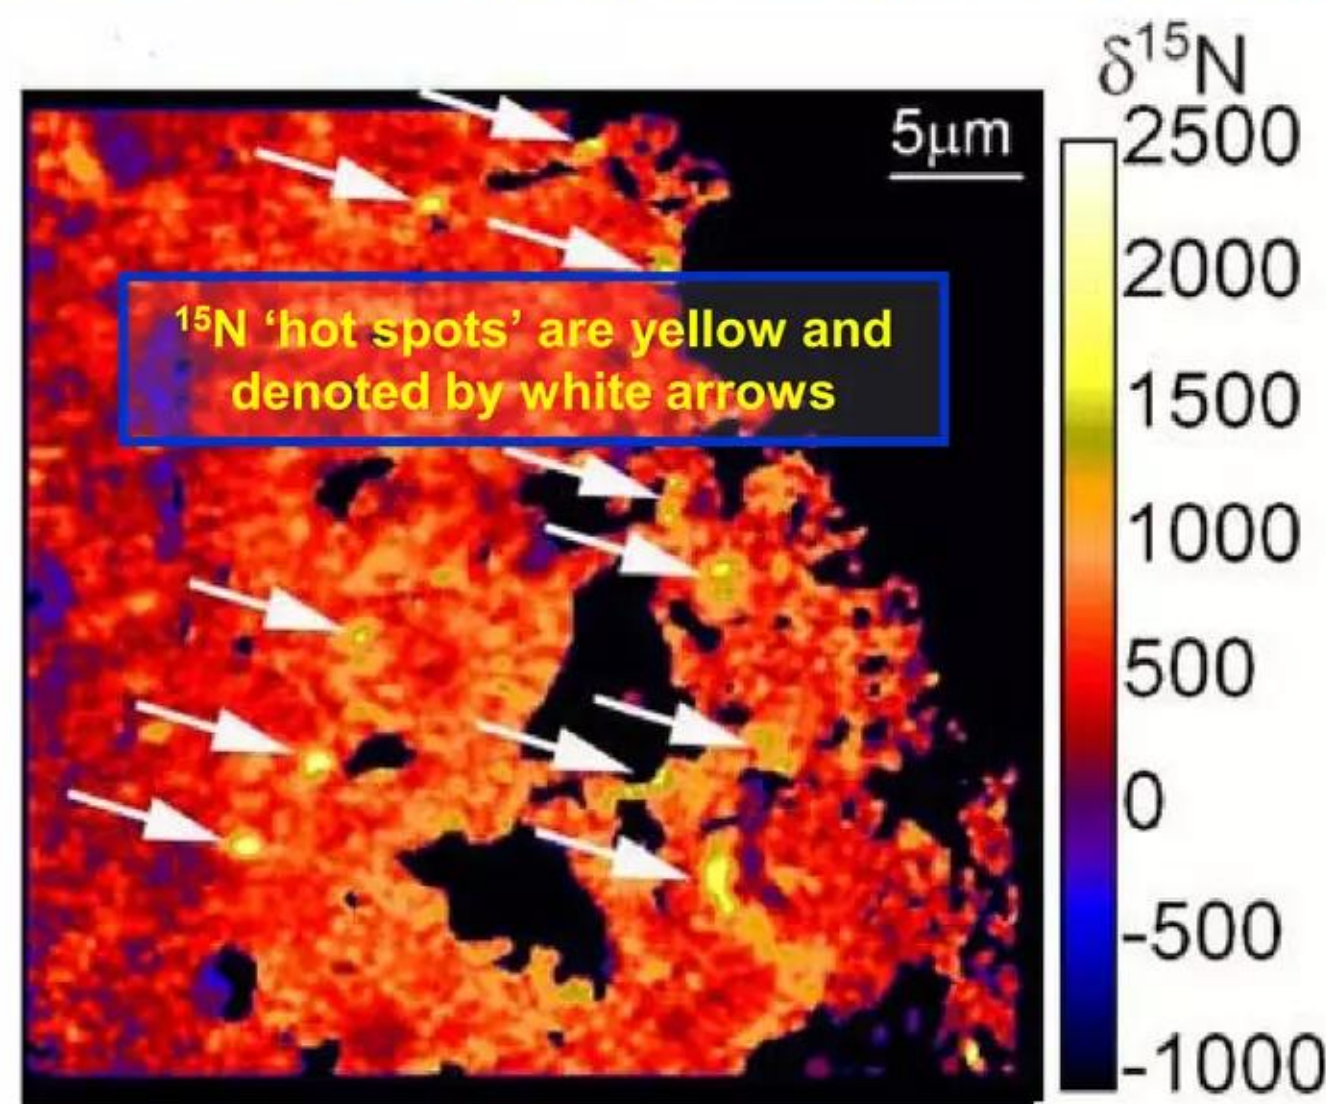 δ¹⁵N
2500
5μm
2000
¹⁵N ‘hot spots’ are yellow and
denoted by white arrows
1500
1000
500
0
-500
-1000